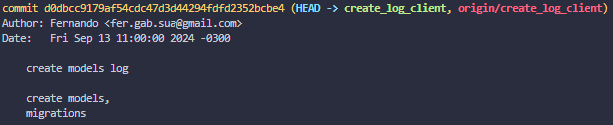 commit d0dbcc9179af54cdc47d3d44294fdfd2352bcbe4 (HEAD -> create_log_client, origin/create_log_client)
Author: Fernando <fer.gab.sua@gmail.com>
Date:   Fri Sep 13 11:00:00 2024 -0300
create models log
create models,
migrations